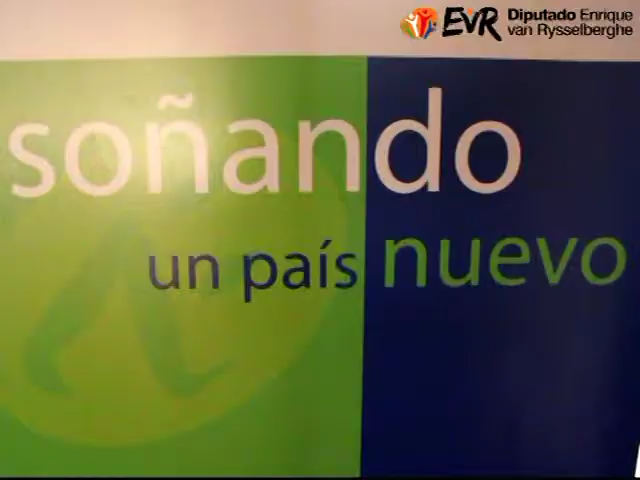 EVR Diputado Enrique
van Rysselberghe
soñando
un país nuevo